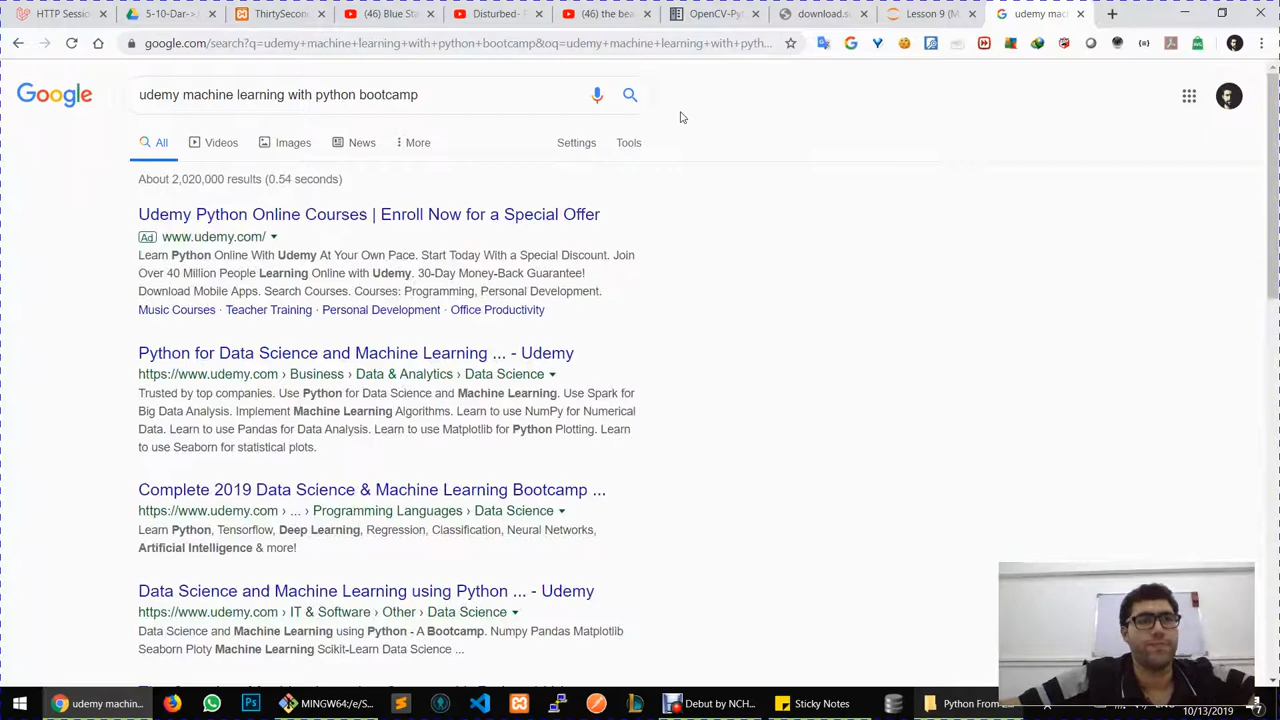 HTTP Sessio
5-10-Dar->
ThirtySecon
(46) Blue Sta
Disturbed- F
(46) the bea
OpenCV-Pyt
download.su
Lesson 9 (M
udemy mac
google.com/search?q=udemy+machine+learning+with+python+bootcamp&oq=udemy+machine+learning+with+pyth...
Google
udemy machine learning with python bootcamp
All
Videos
Images
News
More
Settings
Tools
About 2,020,000 results (0.54 seconds)
Udemy Python Online Courses | Enroll Now for a Special Offer
Ad www.udemy.com/
Learn Python Online With Udemy At Your Own Pace. Start Today With a Special Discount. Join
Over 40 Million People Learning Online with Udemy. 30-Day Money-Back Guarantee!
Download Mobile Apps. Search Courses. Courses: Programming, Personal Development.
Music Courses · Teacher Training · Personal Development · Office Productivity
Python for Data Science and Machine Learning ... - Udemy
https://www.udemy.com › Business › Data & Analytics › Data Science
Trusted by top companies. Use Python for Data Science and Machine Learning. Use Spark for
Big Data Analysis. Implement Machine Learning Algorithms. Learn to use NumPy for Numerical
Data. Learn to use Pandas for Data Analysis. Learn to use Matplotlib for Python Plotting. Learn
to use Seaborn for statistical plots.
Complete 2019 Data Science & Machine Learning Bootcamp ...
https://www.udemy.com › ... › Programming Languages › Data Science
Learn Python, Tensorflow, Deep Learning, Regression, Classification, Neural Networks,
Artificial Intelligence & more!
Data Science and Machine Learning using Python ... - Udemy
https://www.udemy.com › IT & Software › Other › Data Science
Data Science and Machine Learning using Python - A Bootcamp. Numpy Pandas Matplotlib
Seaborn Ploty Machine Learning Scikit-Learn Data Science ...
udemy machin...
MINGW64:/e/S...
Debut by NCH...
Sticky Notes
Python From Z
10/13/2019
7